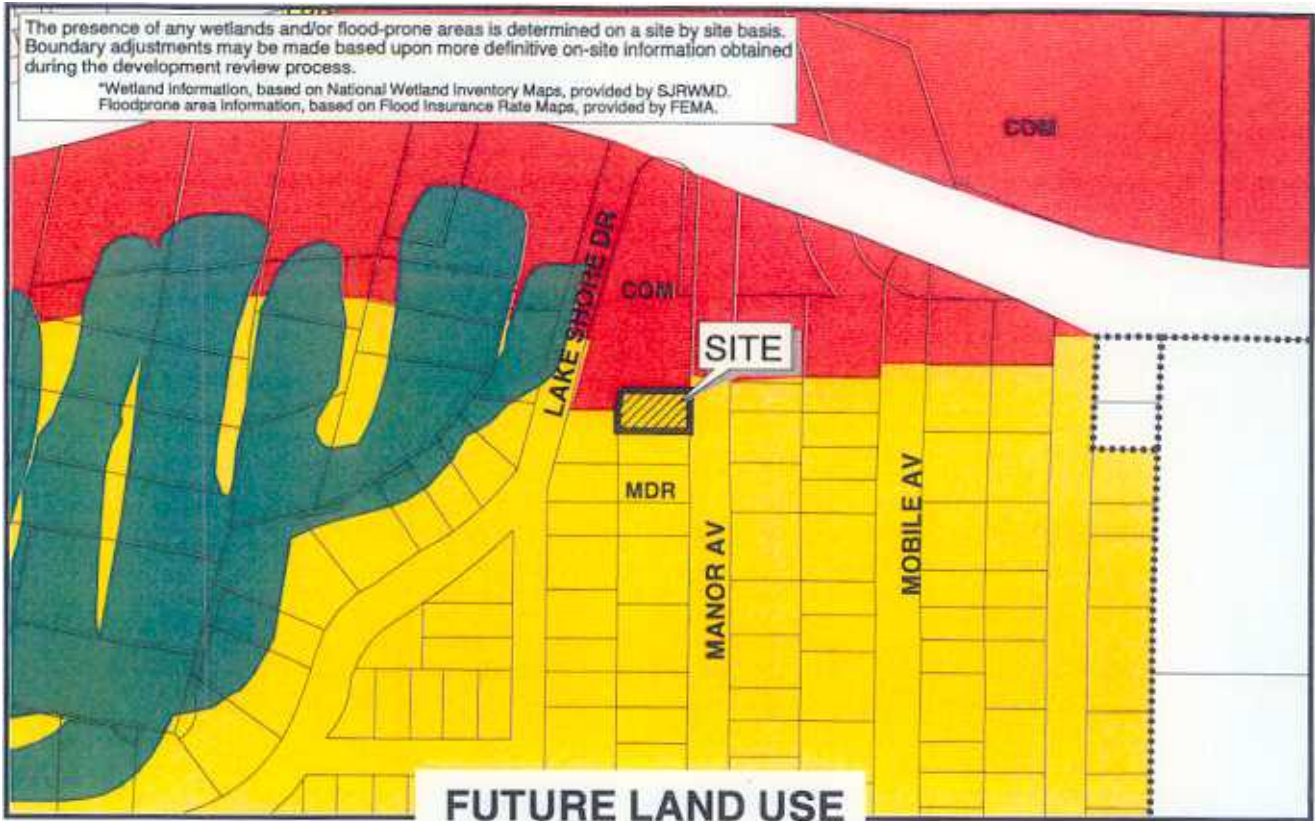 COM
The presence of any wetlands and/or flood-prone areas is determined on a site by site basis.
Boundary adjustments may be made based upon more definitive on-site information obtained
during the development review process.
*Wetland information, based on National Wetland Inventory Maps, provided by SJRWMD.
Floodprone area information, based on Flood Insurance Rate Maps, provided by FEMA.
COM
LAKE SHORE DR
COM
SITE
MDR
MANOR AV
MOBILE AV
FUTURE LAND USE